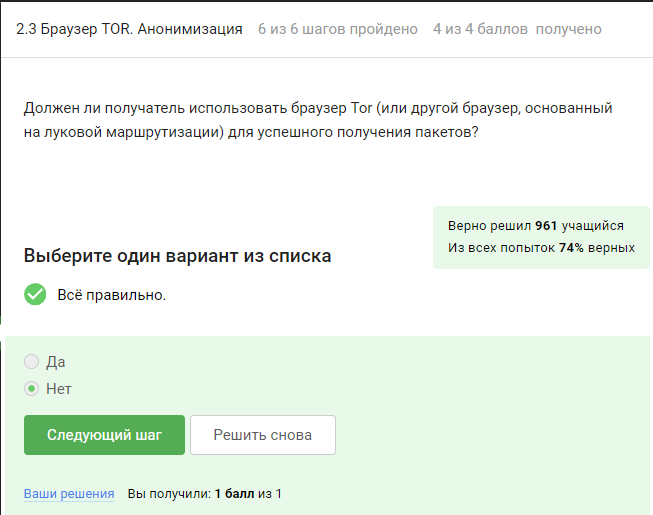 2.3 Браузер TOR. Анонимизация 6 из 6 шагов пройдено 4 из 4 баллов получено
Должен ли получатель использовать браузер Tor (или другой браузер, основанный
на луковой маршрутизации) для успешного получения пакетов?
Верно решил 961 учащийся
Из всех попыток 74% верных
Выберите один вариант из списка
Всё правильно.
Да
Нет
Следующий шаг Решить снова
Ваши решения Вы получили: 1 балл из 1